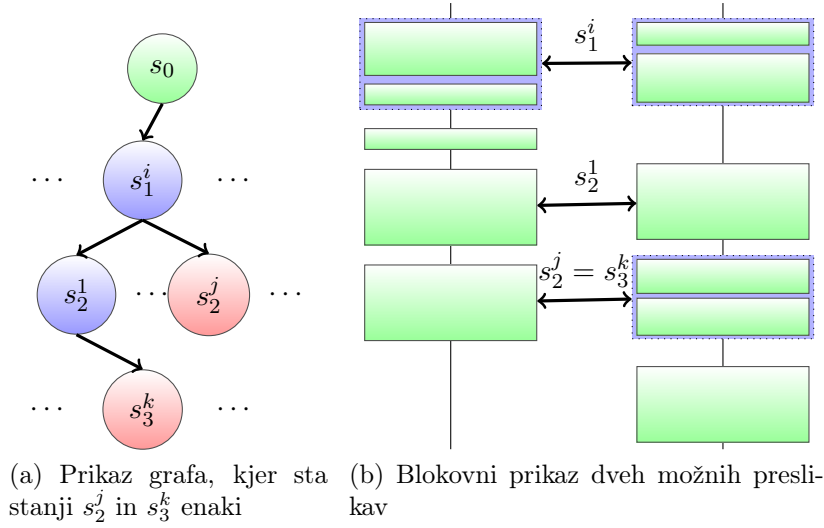 s_0
... s_1^i ...
s_2^1 ... s_2^j ...
... s_3^k ...
(a) Prikaz grafa, kjer sta
stanji s_2^j in s_3^k enaki
s_1^i
s_2^1
s_2^j = s_3^k
(b) Blokovni prikaz dveh možnih presli-
kav